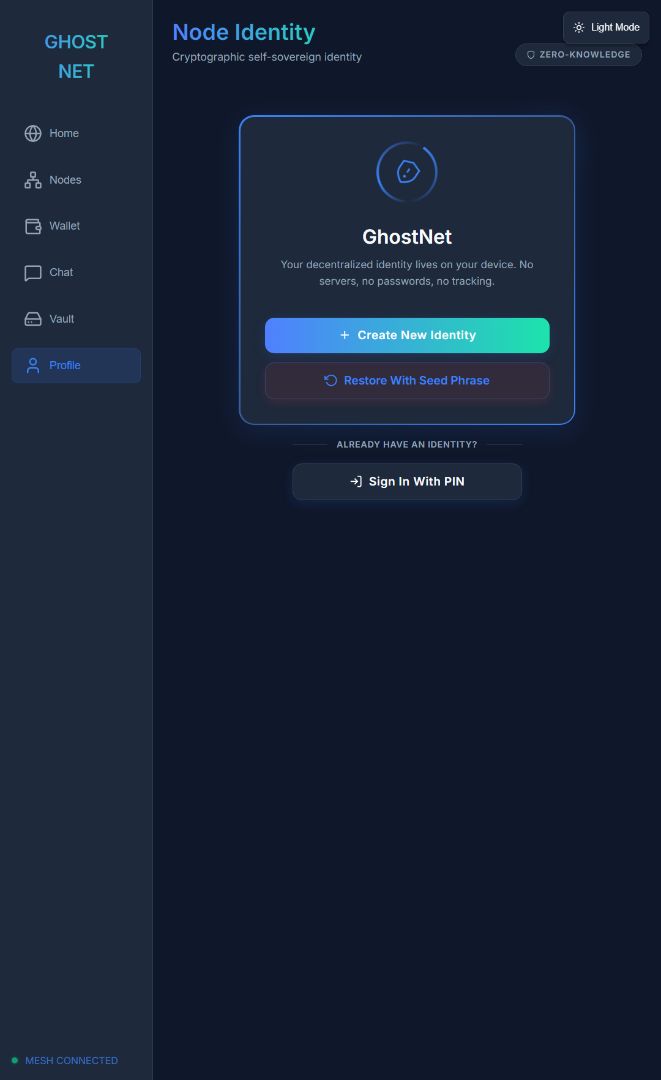 GHOST
NET
Home
Nodes
Wallet
Chat
Vault
Profile
MESH CONNECTED
Node Identity
Cryptographic self-sovereign identity
Light Mode
ZERO-KNOWLEDGE
GhostNet
Your decentralized identity lives on your device. No
servers, no passwords, no tracking.
Create New Identity
Restore With Seed Phrase
ALREADY HAVE AN IDENTITY?
Sign In With PIN